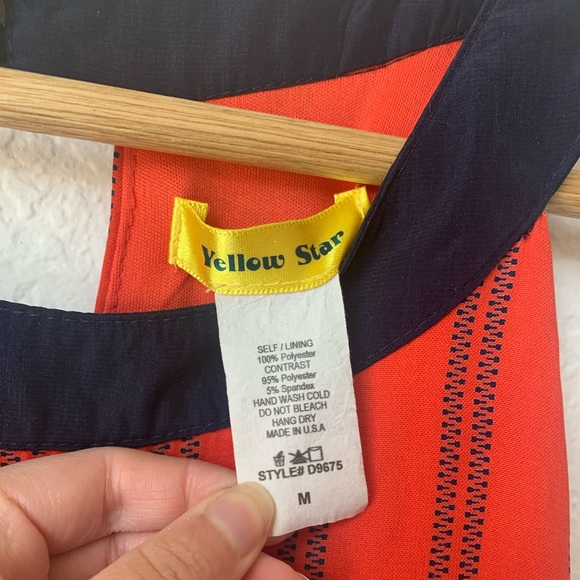 Yellow Star
SELF / LINING
100% Polyester
CONTRAST
95% Polyester
5% Spandex
HAND WASH COLD
DO NOT BLEACH
HANG DRY
MADE IN U.S.A
STYLE# D9675
M